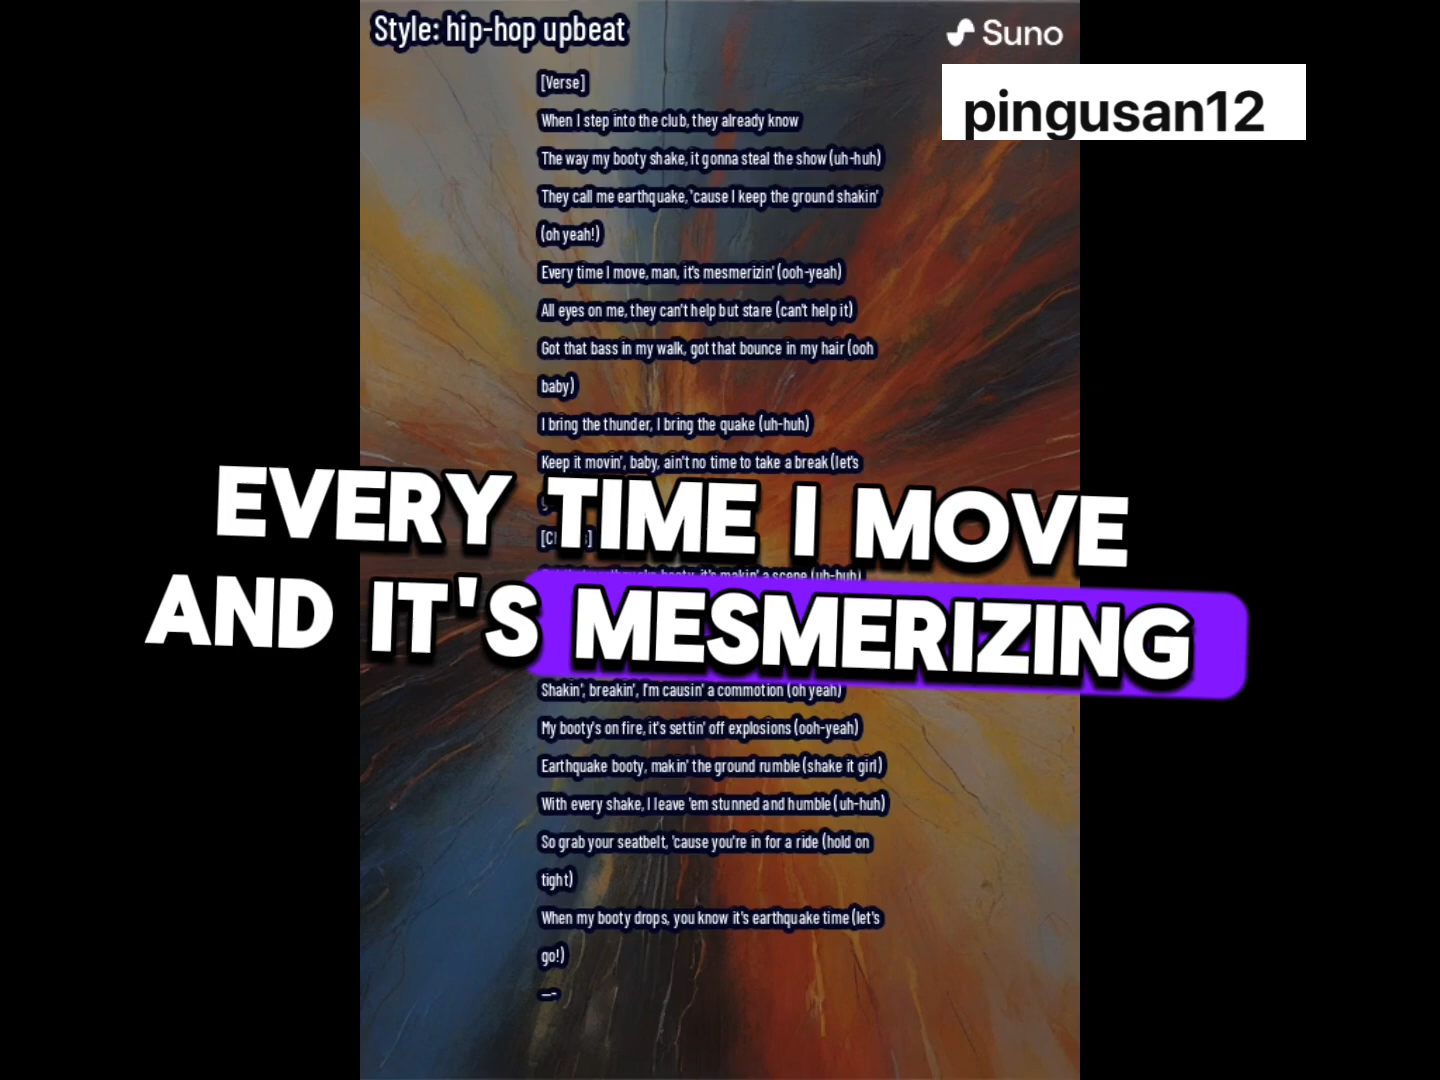 Style: hip-hop upbeat
Suno
pingusan12
[Verse]
When I step into the club, they already know
The way my booty shake, it gonna steal the show (uh-huh)
They call me earthquake, 'cause I keep the ground shakin'
(oh yeah!)
Every time I move, man, it's mesmerizin' (ooh-yeah)
All eyes on me, they can't help but stare (can't help it)
Got that bass in my walk, got that bounce in my hair (ooh
baby)
I bring the thunder, I bring the quake (uh-huh)
Keep it movin', baby, ain't no time to take a break (let's
EVERY TIME I MOVE
AND IT'S MESMERIZING
it's makin' a scene (uh-huh)
Shakin', breakin', I'm causin' a commotion (oh yeah)
My booty's on fire, it's settin' off explosions (ooh-yeah)
Earthquake booty, makin' the ground rumble (shake it girl)
With every shake, I leave 'em stunned and humble (uh-huh)
So grab your seatbelt, 'cause you're in for a ride (hold on
tight)
When my booty drops, you know it's earthquake time (let's
go!)
—-